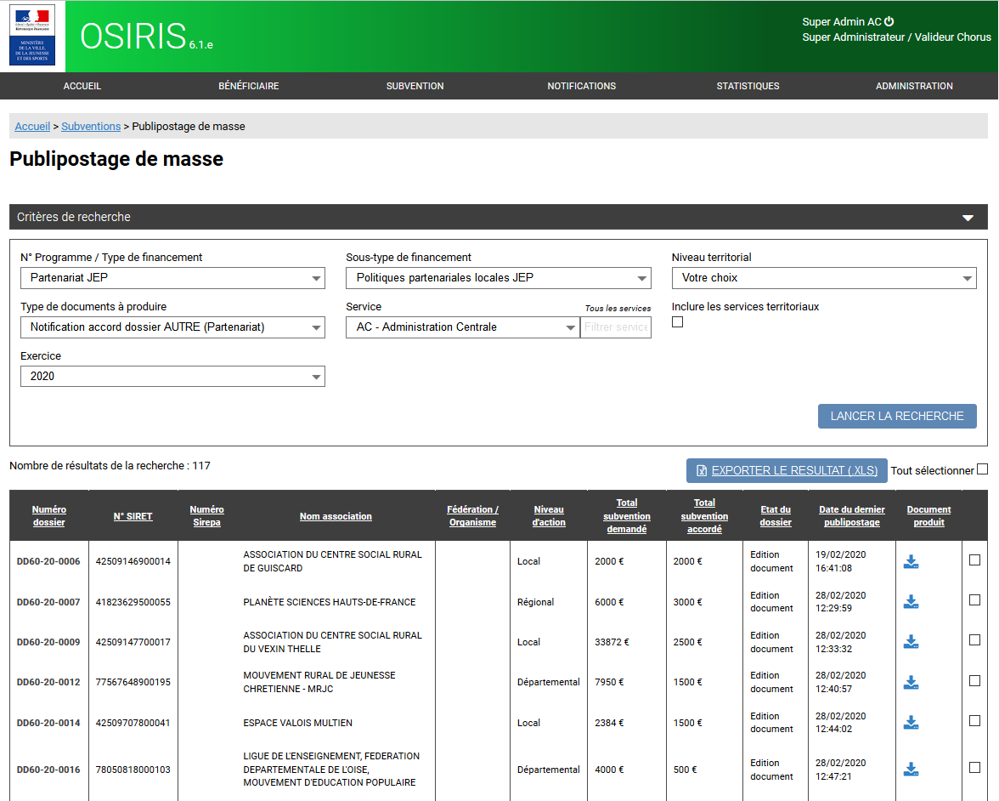 Liberté • Égalité • Fraternité
RÉPUBLIQUE FRANÇAISE
MINISTÈRE
DE LA VILLE,
DE LA JEUNESSE
ET DES SPORTS
OSIRIS 6.1.e
Super Admin AC
Super Administrateur / Valideur Chorus
ACCUEIL BÉNÉFICIAIRE SUBVENTION NOTIFICATIONS STATISTIQUES ADMINISTRATION
Accueil > Subventions > Publipostage de masse
Publipostage de masse
Critères de recherche
N° Programme / Type de financement Sous-type de financement Niveau territorial
Partenariat JEP Politiques partenariales locales JEP Votre choix
Type de documents à produire Service Tous les services Inclure les services territoriaux
Notification accord dossier AUTRE (Partenariat) AC - Administration Centrale Filtrer service
Exercice
2020
LANCER LA RECHERCHE
Nombre de résultats de la recherche : 117
EXPORTER LE RESULTAT (.XLS) Tout sélectionner
Numéro dossier N° SIRET Numéro Sirepa Nom association Fédération / Organisme Niveau d'action Total subvention demandé Total subvention accordé Etat du dossier Date du dernier publipostage Document produit
DD60-20-0006 42509146900014 ASSOCIATION DU CENTRE SOCIAL RURAL DE GUISCARD Local 2000 € 2000 € Edition document 19/02/2020 16:41:08
DD60-20-0007 41823629500055 PLANÈTE SCIENCES HAUTS-DE-FRANCE Régional 6000 € 3000 € Edition document 28/02/2020 12:29:59
DD60-20-0009 42509147700017 ASSOCIATION DU CENTRE SOCIAL RURAL DU VEXIN THELLE Local 33872 € 2500 € Edition document 28/02/2020 12:33:32
DD60-20-0012 77567648900195 MOUVEMENT RURAL DE JEUNESSE CHRETIENNE - MRJC Départemental 7950 € 1500 € Edition document 28/02/2020 12:40:57
DD60-20-0014 42509707800041 ESPACE VALOIS MULTIEN Local 2384 € 1500 € Edition document 28/02/2020 12:44:02
DD60-20-0016 78050818000103 LIGUE DE L'ENSEIGNEMENT, FEDERATION DEPARTEMENTALE DE L'OISE, MOUVEMENT D'EDUCATION POPULAIRE Départemental 4000 € 500 € Edition document 28/02/2020 12:47:21